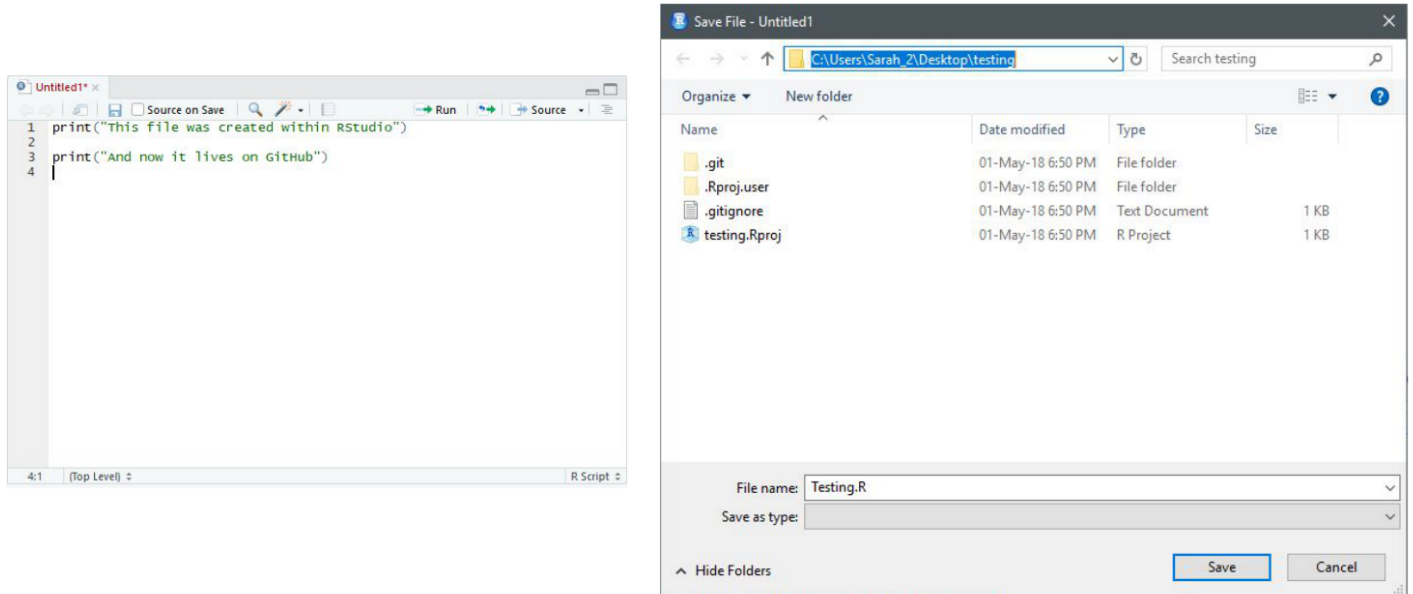 Untitled1*
Source on Save Run Source
1 print("This file was created within RStudio")
2
3 print("And now it lives on GitHub")
4
4:1 (Top Level) R Script
Save File - Untitled1
C:\Users\Sarah_2\Desktop\testing Search testing
Organize New folder
Name Date modified Type Size
.git 01-May-18 6:50 PM File folder
.Rproj.user 01-May-18 6:50 PM File folder
.gitignore 01-May-18 6:50 PM Text Document 1 KB
testing.Rproj 01-May-18 6:50 PM R Project 1 KB
File name: Testing.R
Save as type:
Hide Folders Save Cancel